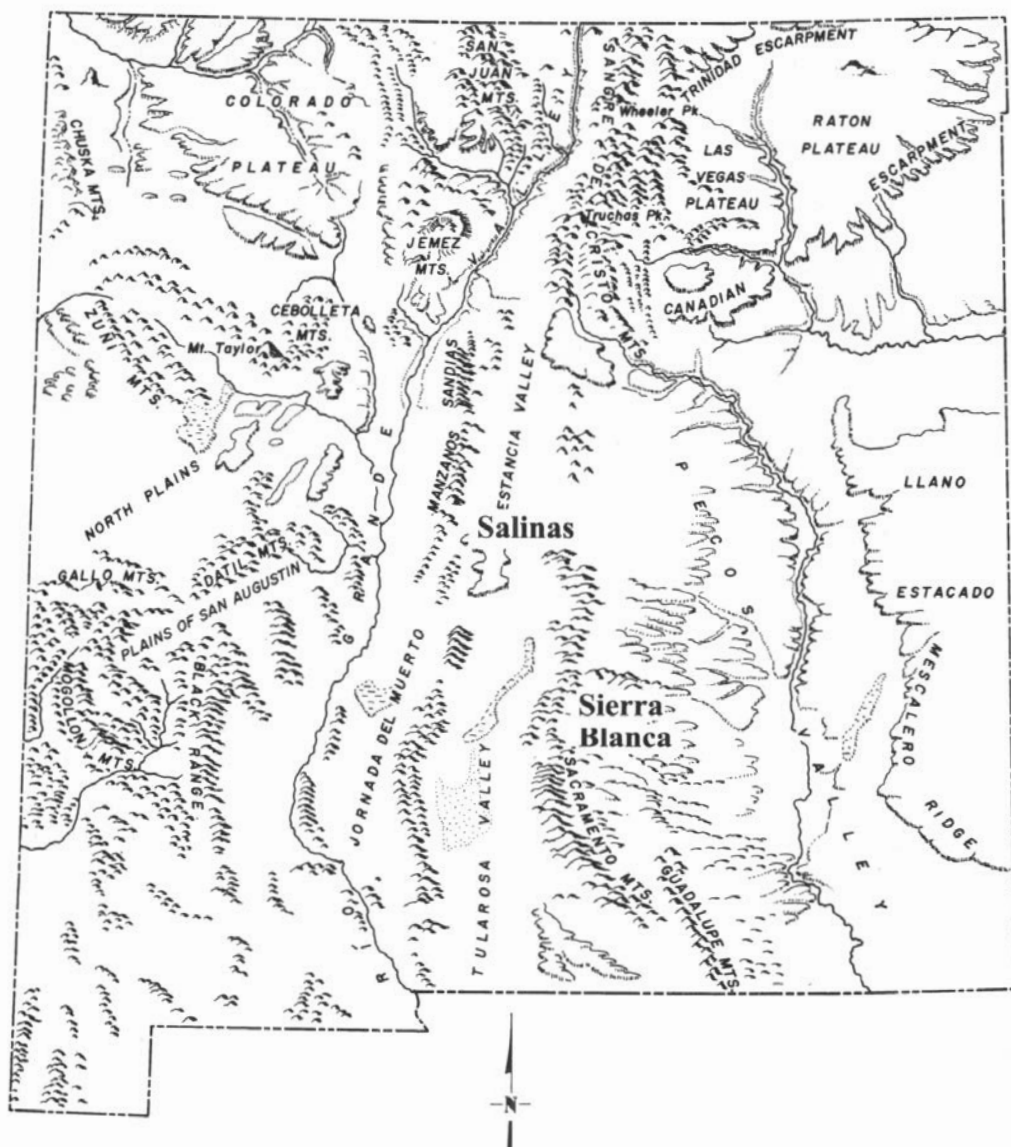 SAN
JUAN
MTS.
TRINIDAD ESCARPMENT
COLORADO
PLATEAU
CHUSKA MTS.
SANGRE DE CRISTO MTS.
Wheeler Pk.
RATON
PLATEAU
ESCARPMENT
LAS
VEGAS
PLATEAU
Truchas Pk.
JEMEZ
MTS.
CANADIAN
CEBOLLETA
MTS.
ZUNI MTS.
Mt. Taylor
SANDIAS
MANZANOS
ESTANCIA VALLEY
RIO GRANDE VALLEY
NORTH PLAINS
Salinas
PECOS VALLEY
LLANO
ESTACADO
DATIL MTS.
GALLO MTS.
PLAINS OF SAN AUGUSTIN
MOGOLLON MTS.
BLACK RANGE
JORNADA DEL MUERTO
TULAROSA VALLEY
Sierra
Blanca
SACRAMENTO MTS.
GUADALUPE MTS.
MESCALERO RIDGE
N